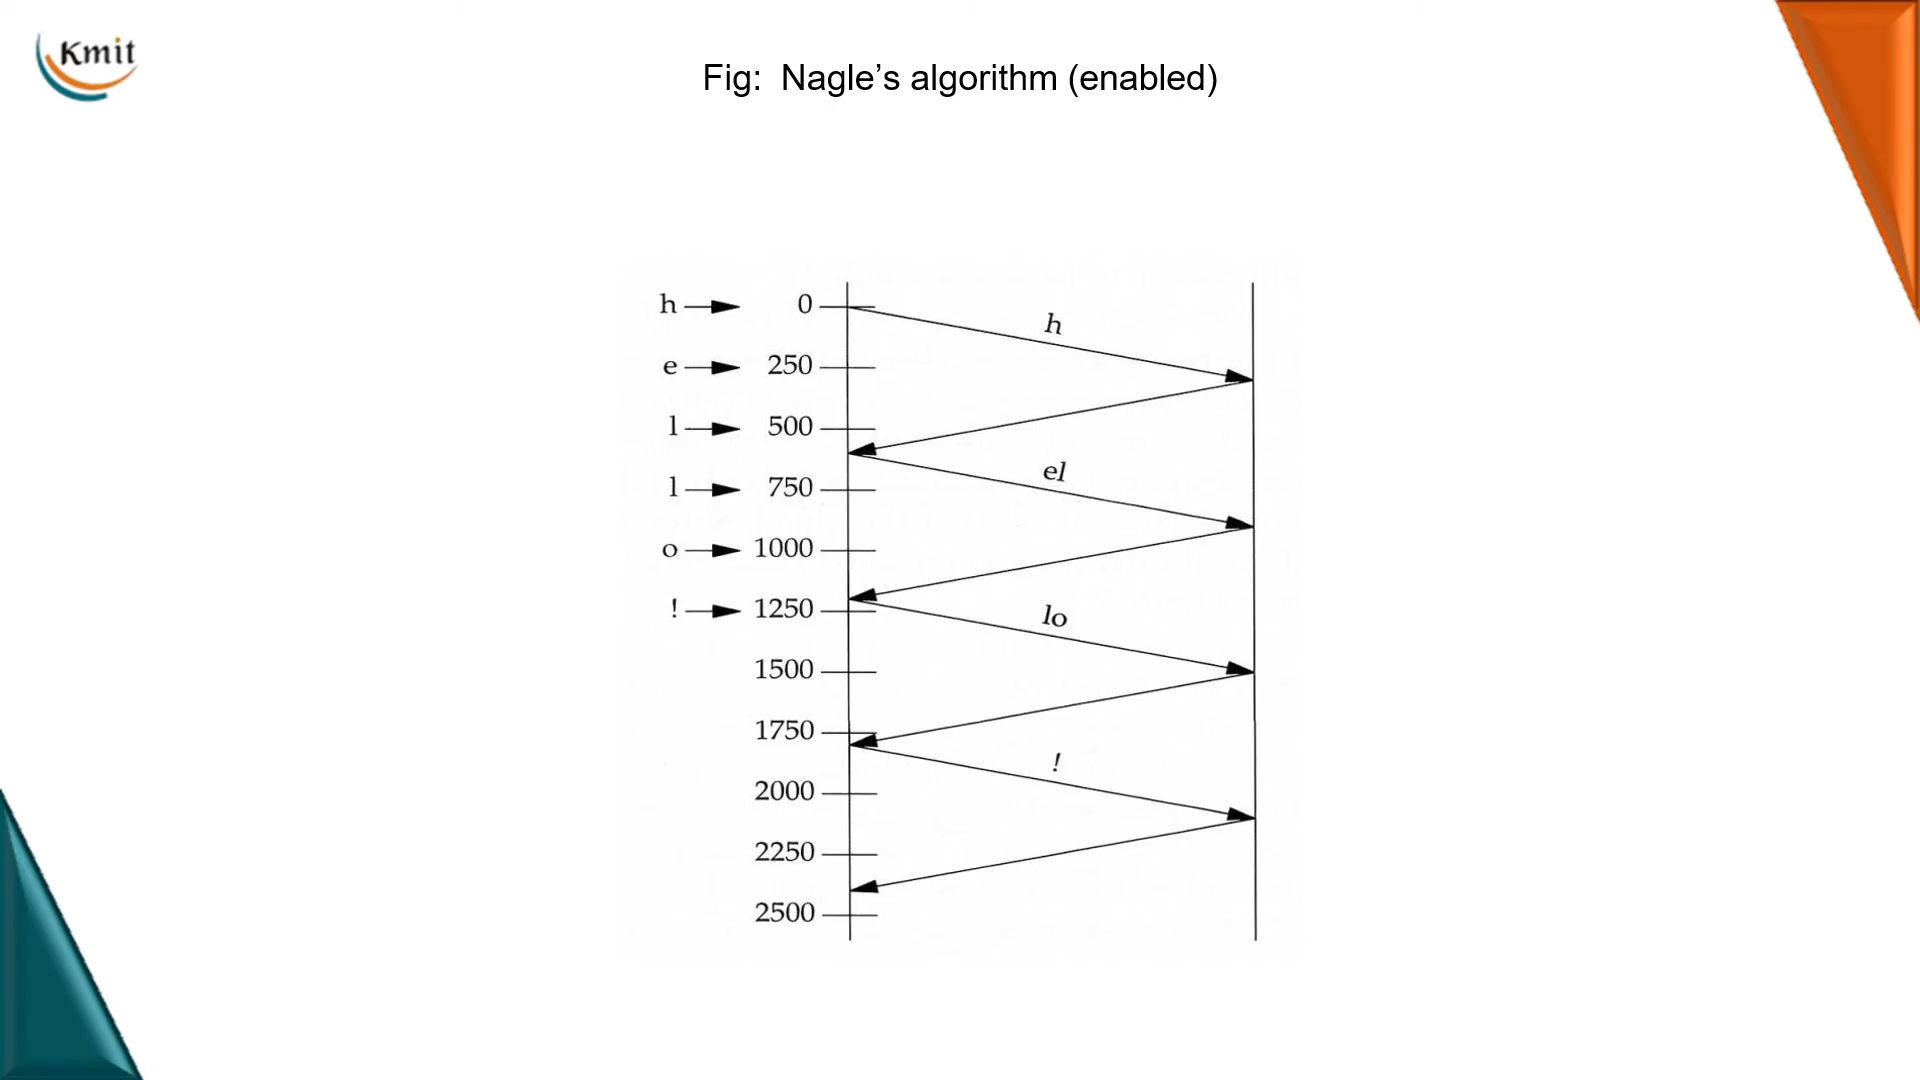 Kmit
Fig: Nagle’s algorithm (enabled)
h 0
h
e 250
l 500
el
l 750
o 1000
! 1250
lo
1500
1750
!
2000
2250
2500